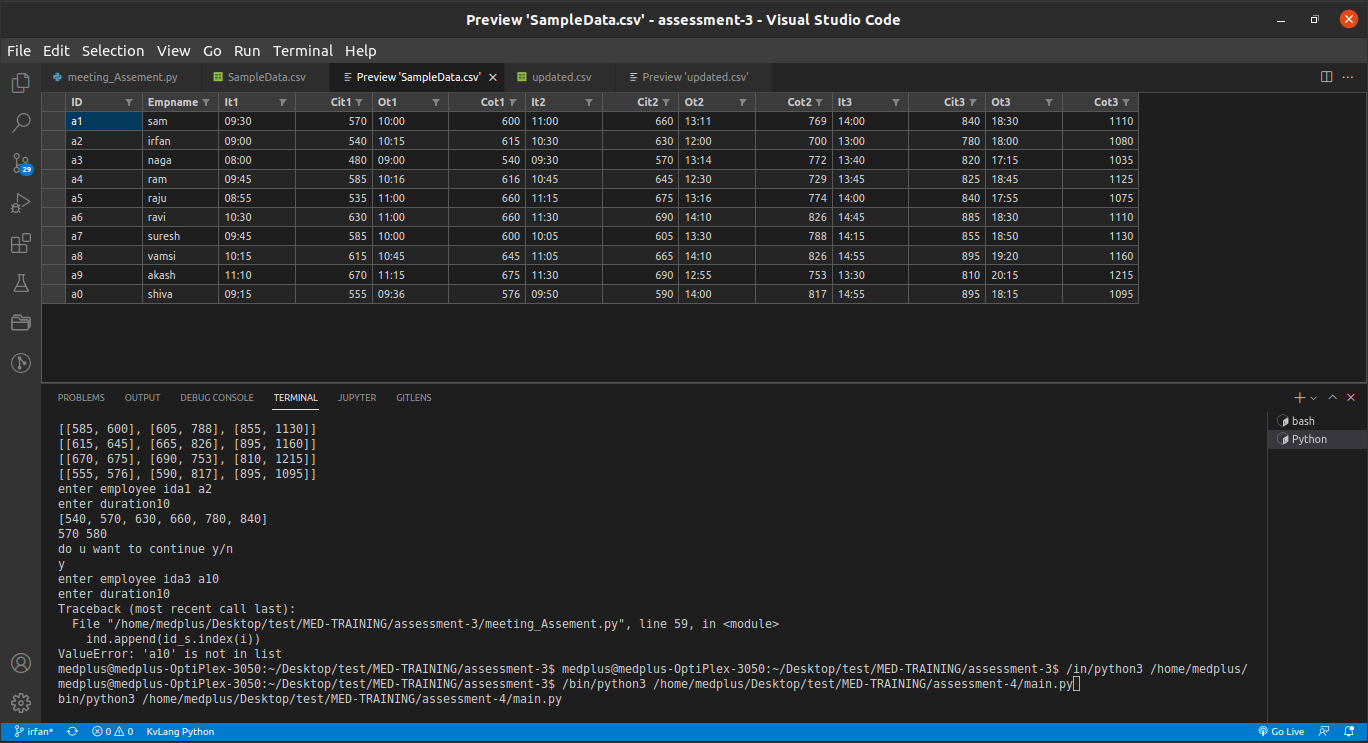 Preview 'SampleData.csv' - assessment-3 - Visual Studio Code
File Edit Selection View Go Run Terminal Help
meeting_Assement.py SampleData.csv Preview 'SampleData.csv' updated.csv Preview 'updated.csv'
ID Empname It1 Cit1 Ot1 Cot1 It2 Cit2 Ot2 Cot2 It3 Cit3 Ot3 Cot3
a1 sam 09:30 570 10:00 600 11:00 660 13:11 769 14:00 840 18:30 1110
a2 irfan 09:00 540 10:15 615 10:30 630 12:00 700 13:00 780 18:00 1080
a3 naga 08:00 480 09:00 540 09:30 570 13:14 772 13:40 820 17:15 1035
a4 ram 09:45 585 10:16 616 10:45 645 12:30 729 13:45 825 18:45 1125
a5 raju 08:55 535 11:00 660 11:15 675 13:16 774 14:00 840 17:55 1075
a6 ravi 10:30 630 11:00 660 11:30 690 14:10 826 14:45 885 18:30 1110
a7 suresh 09:45 585 10:00 600 10:05 605 13:30 788 14:15 855 18:50 1130
a8 vamsi 10:15 615 10:45 645 11:05 665 14:10 826 14:55 895 19:20 1160
a9 akash 11:10 670 11:15 675 11:30 690 12:55 753 13:30 810 20:15 1215
a0 shiva 09:15 555 09:36 576 09:50 590 14:00 817 14:55 895 18:15 1095
29
PROBLEMS OUTPUT DEBUG CONSOLE TERMINAL JUPYTER GITLENS
bash
Python
[[585, 600], [605, 788], [855, 1130]]
[[615, 645], [665, 826], [895, 1160]]
[[670, 675], [690, 753], [810, 1215]]
[[555, 576], [590, 817], [895, 1095]]
enter employee ida1 a2
enter duration10
[540, 570, 630, 660, 780, 840]
570 580
do u want to continue y/n
y
enter employee ida3 a10
enter duration10
Traceback (most recent call last):
File "/home/medplus/Desktop/test/MED-TRAINING/assessment-3/meeting_Assement.py", line 59, in <module>
ind.append(id_s.index(i))
ValueError: 'a10' is not in list
medplus@medplus-OptiPlex-3050:~/Desktop/test/MED-TRAINING/assessment-3$ medplus@medplus-OptiPlex-3050:~/Desktop/test/MED-TRAINING/assessment-3$ /in/python3 /home/medplus/
medplus@medplus-OptiPlex-3050:~/Desktop/test/MED-TRAINING/assessment-3$ /bin/python3 /home/medplus/Desktop/test/MED-TRAINING/assessment-4/main.py
bin/python3 /home/medplus/Desktop/test/MED-TRAINING/assessment-4/main.py
irfan* 0 0 KvLang Python Go Live